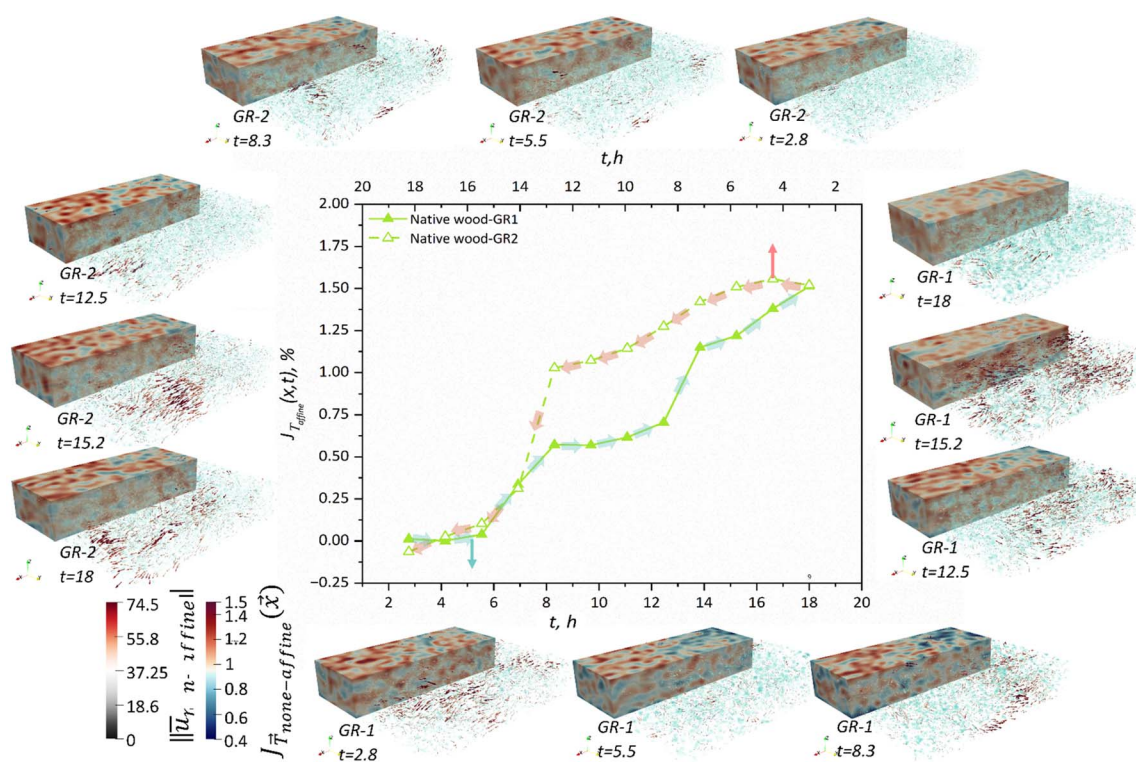 GR-2
t=8.3
GR-2
t=5.5
GR-2
t=2.8
t,h
20 18 16 14 12 10 8 6 4 2
GR-2
t=12.5
GR-2
t=15.2
GR-2
t=18
2.00
1.75
1.50
1.25
1.00
0.75
0.50
0.25
0.00
−0.25
J_{T_{affine}}(x,t), %
Native wood-GR1
Native wood-GR2
2 4 6 8 10 12 14 16 18 20
t, h
GR-1
t=18
GR-1
t=15.2
GR-1
t=12.5
74.5
55.8
37.25
18.6
0
1.5
1.4
1.2
1
0.8
0.6
0.4
J_{T⃗none−affine}(x⃗)
GR-1
t=2.8
GR-1
t=5.5
GR-1
t=8.3